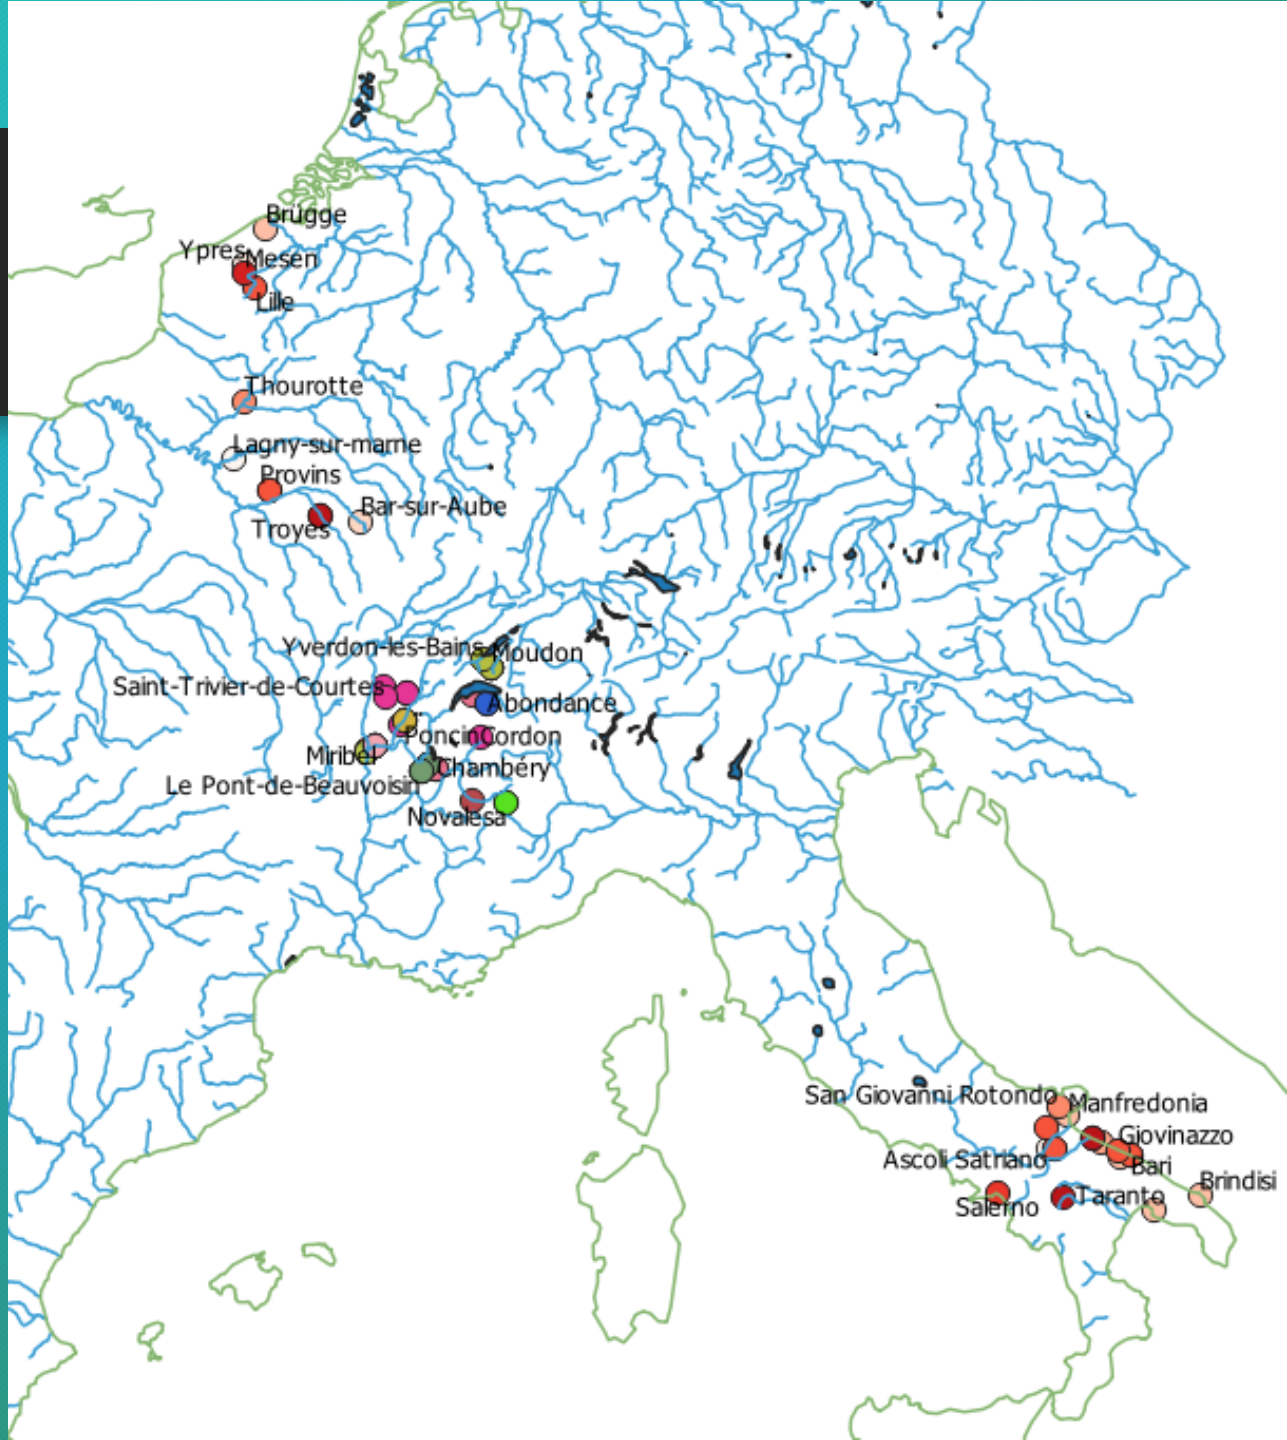 Brügge
Ypres
Mesen
Lille
Thourotte
Lagny-sur-marne
Provins
Bar-sur-Aube
Troyes
Yverdon-les-Bains
Moudon
Saint-Trivier-de-Courtes
Abondance
Poncin
Cordon
Miribel
Chambéry
Le Pont-de-Beauvoisin
Novalesa
San Giovanni Rotondo
Manfredonia
Giovinazzo
Ascoli Satriano
Bari
Brindisi
Taranto
Salerno